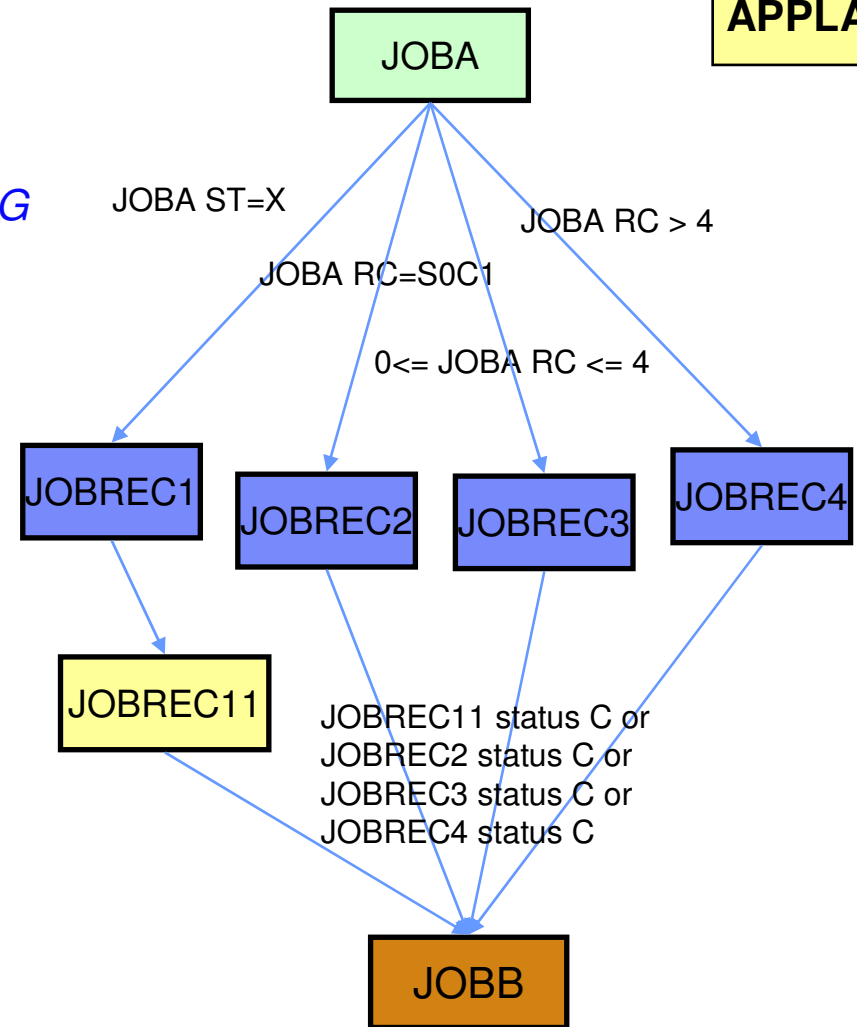 APPLA
JOBA
G
JOBA ST=X
JOBA RC > 4
JOBA RC=S0C1
0<= JOBA RC <= 4
JOBREC1
JOBREC2
JOBREC3
JOBREC4
JOBREC11
JOBREC11 status C or
JOBREC2 status C or
JOBREC3 status C or
JOBREC4 status C
JOBB